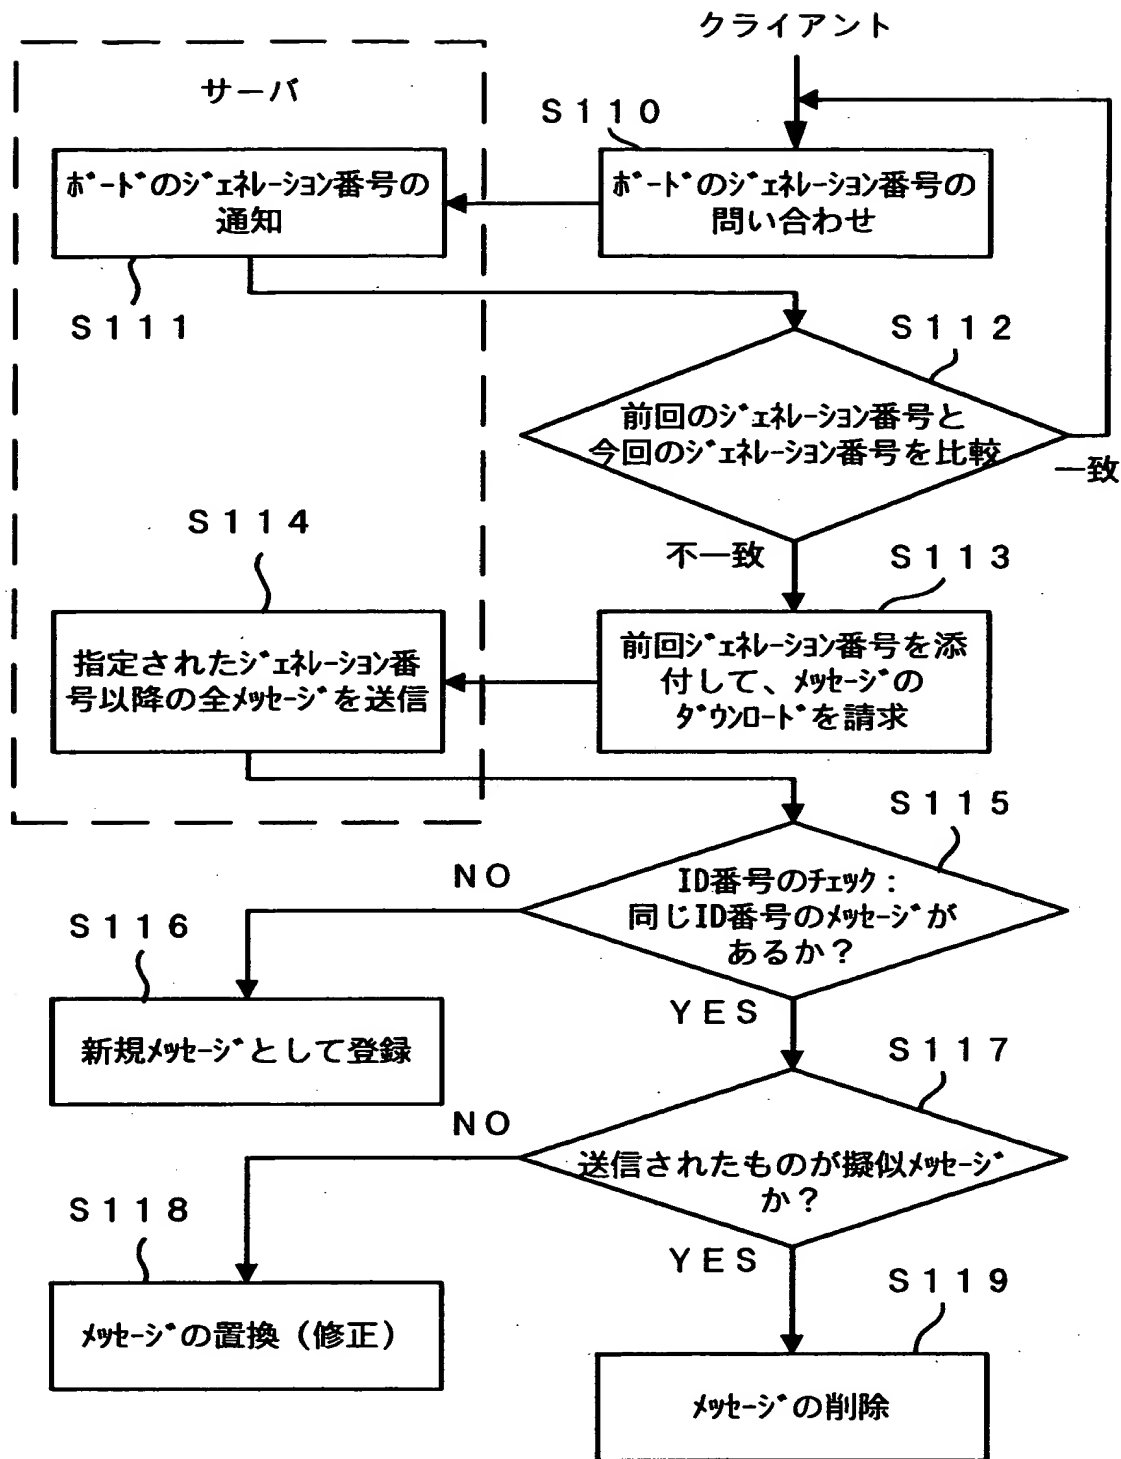 クライアント
サーバ
S110
ﾎﾞｰﾄﾞのｼﾞｪﾈﾚｰｼｮﾝ番号の
通知
ﾎﾞｰﾄﾞのｼﾞｪﾈﾚｰｼｮﾝ番号の
問い合わせ
S111
S112
前回のｼﾞｪﾈﾚｰｼｮﾝ番号と
今回のｼﾞｪﾈﾚｰｼｮﾝ番号を比較
一致
S114
不一致
S113
指定されたｼﾞｪﾈﾚｰｼｮﾝ番
号以降の全ﾒｯｾｰｼﾞを送信
前回ｼﾞｪﾈﾚｰｼｮﾝ番号を添
付して、ﾒｯｾｰｼﾞの
ﾀﾞｳﾝﾛｰﾄﾞを請求
S115
NO
ID番号のﾁｪｯｸ:
同じID番号のﾒｯｾｰｼﾞが
あるか?
S116
YES
新規ﾒｯｾｰｼﾞとして登録
S117
NO
送信されたものが擬似ﾒｯｾｰｼﾞ
か?
S118
YES
S119
ﾒｯｾｰｼﾞの置換(修正)
ﾒｯｾｰｼﾞの削除